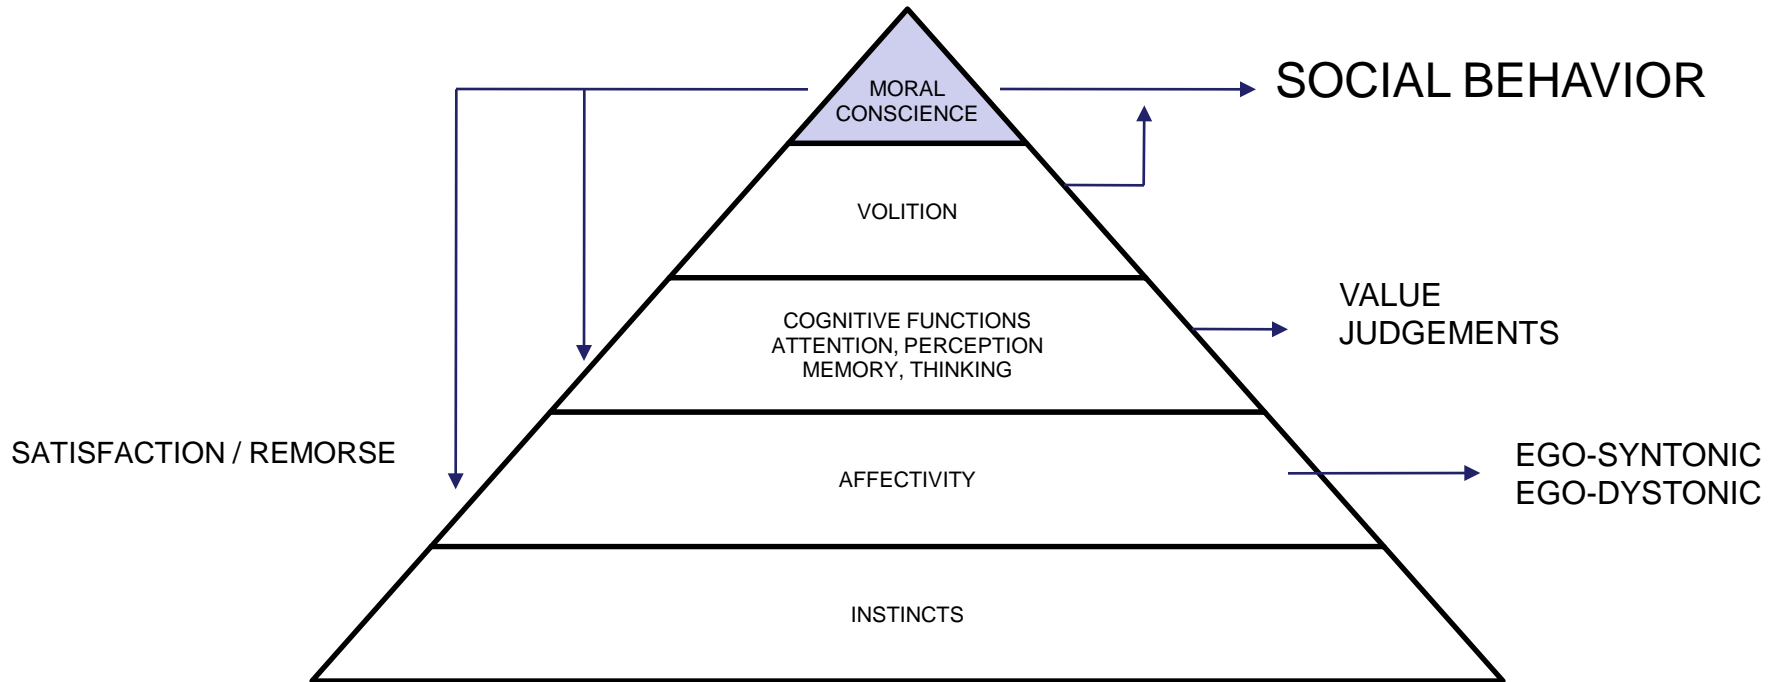 MORAL
CONSCIENCE
SOCIAL BEHAVIOR
VOLITION
COGNITIVE FUNCTIONS
ATTENTION, PERCEPTION
MEMORY, THINKING
VALUE
JUDGEMENTS
SATISFACTION / REMORSE
AFFECTIVITY
EGO-SYNTONIC
EGO-DYSTONIC
INSTINCTS